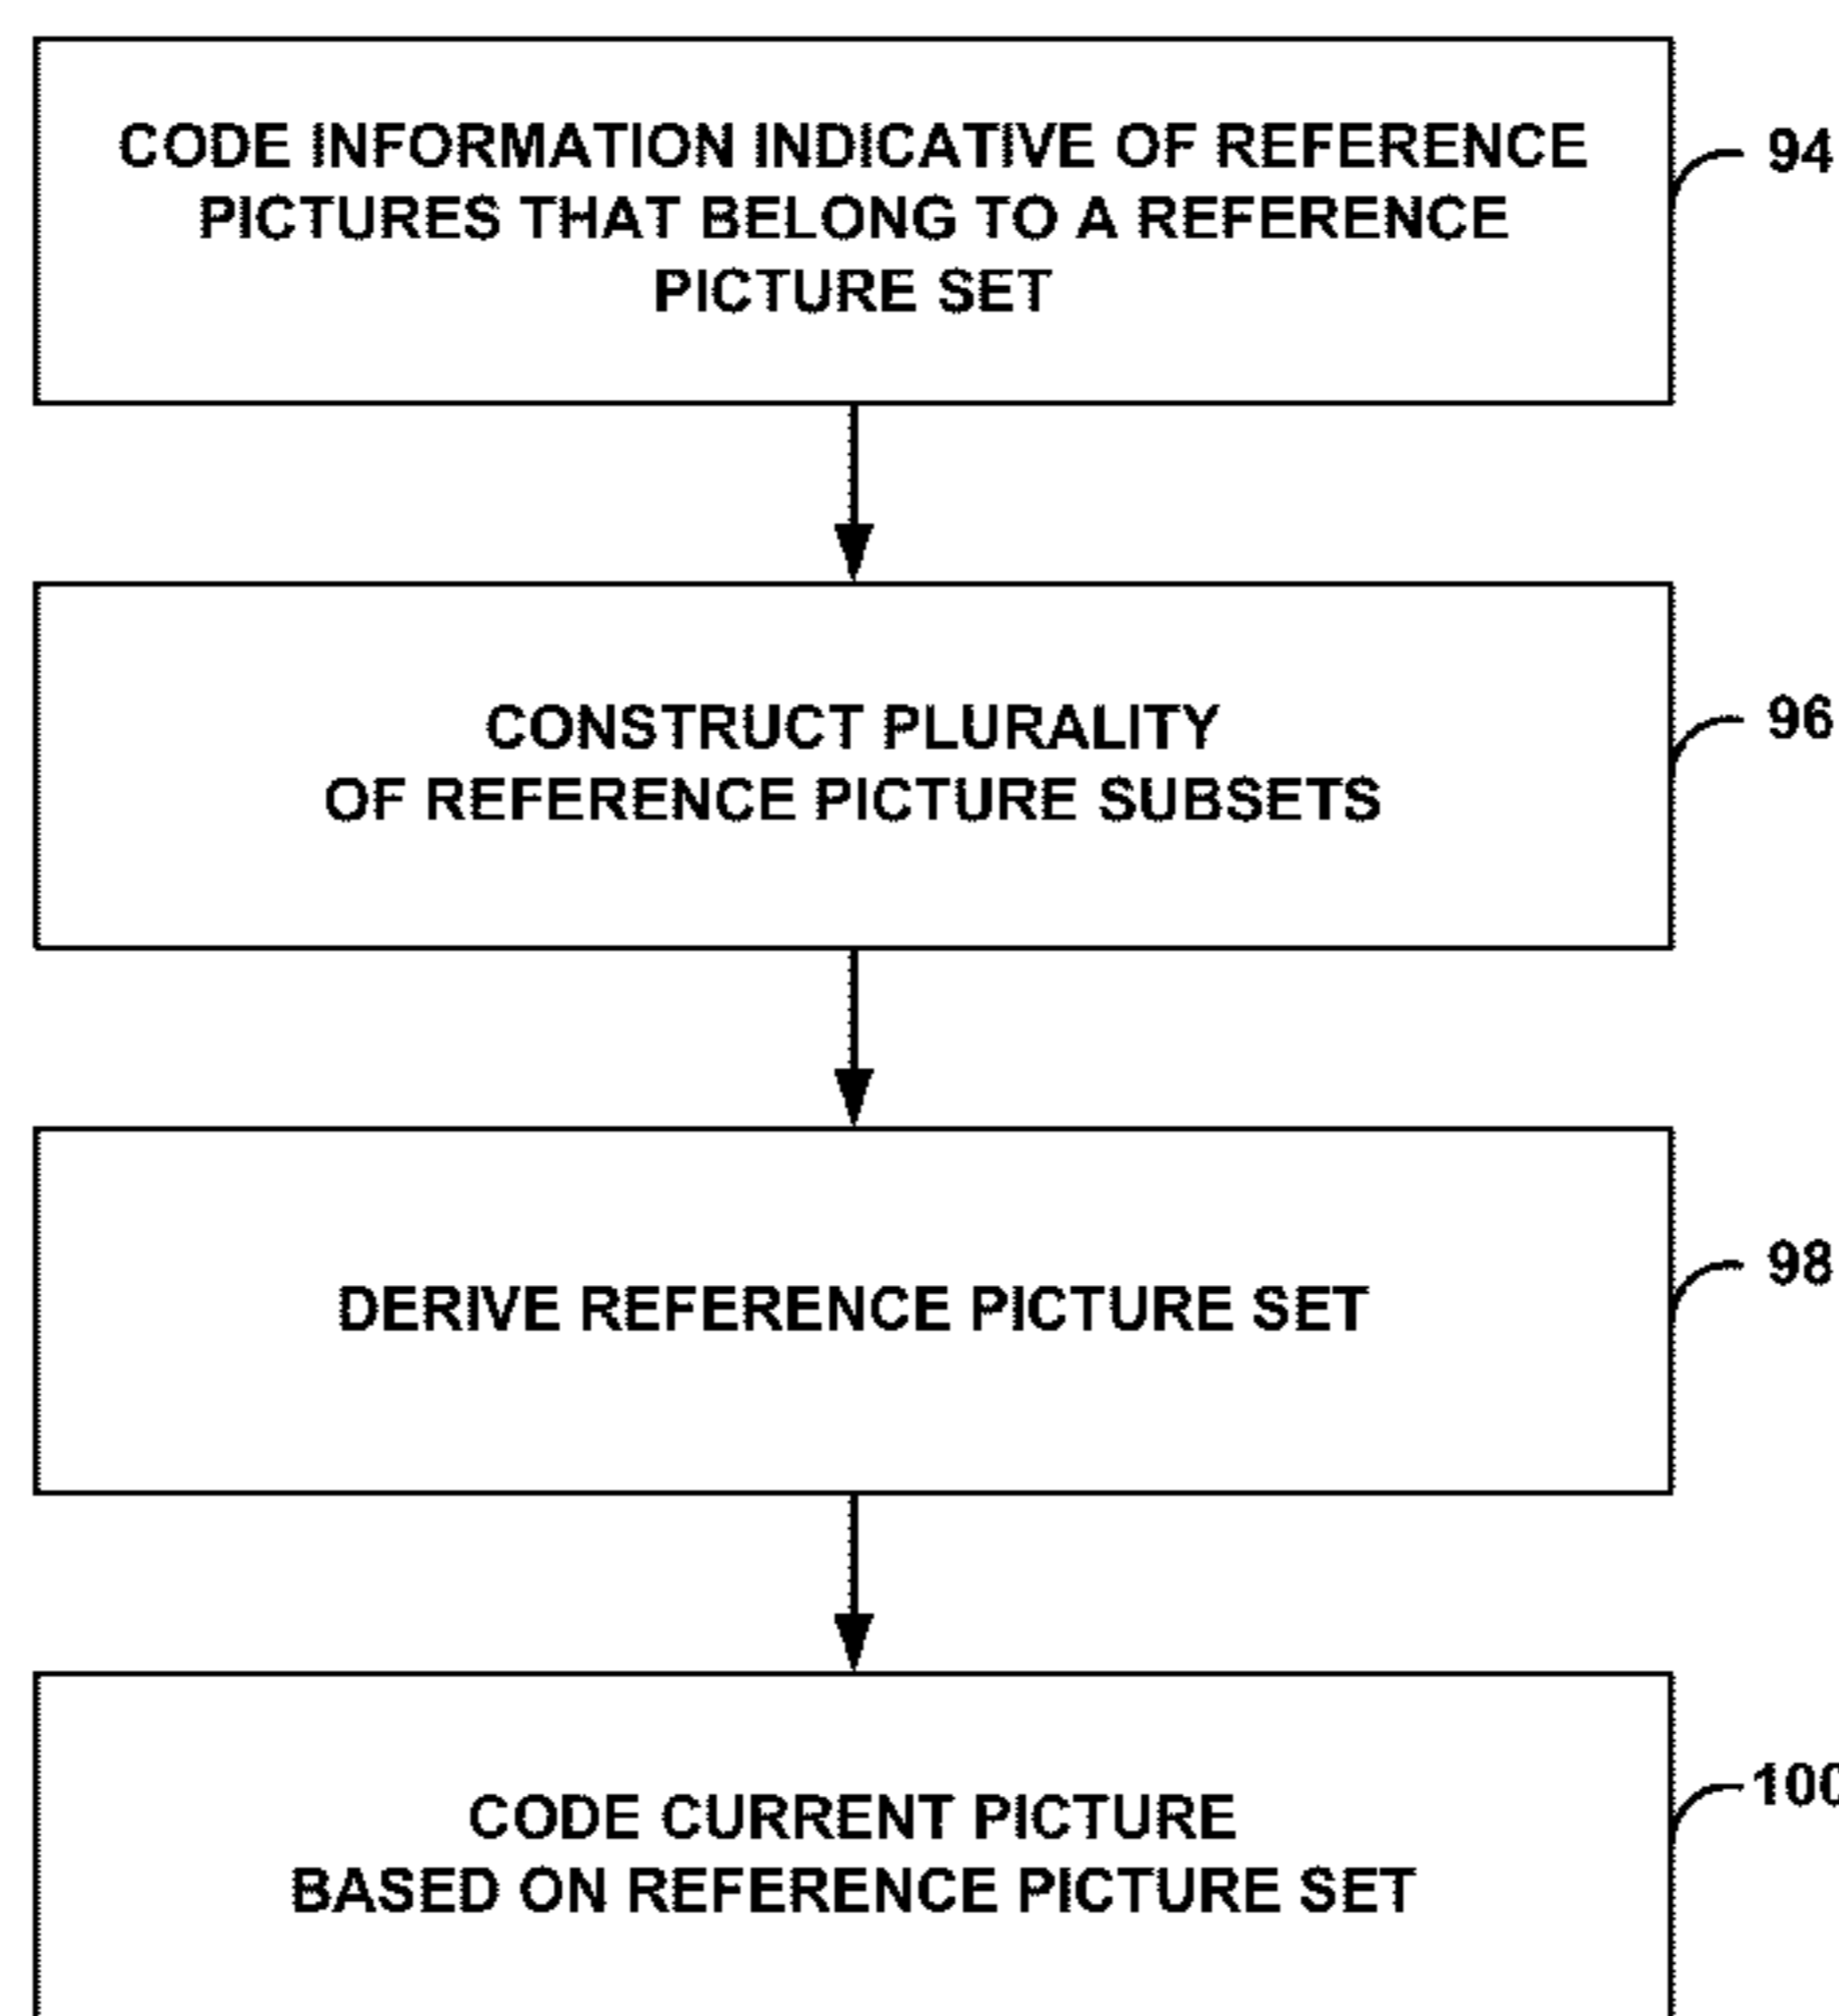 CODE INFORMATION INDICATIVE OF REFERENCE
PICTURES THAT BELONG TO A REFERENCE
PICTURE SET
94
CONSTRUCT PLURALITY
OF REFERENCE PICTURE SUBSETS
96
DERIVE REFERENCE PICTURE SET
98
CODE CURRENT PICTURE
BASED ON REFERENCE PICTURE SET
100